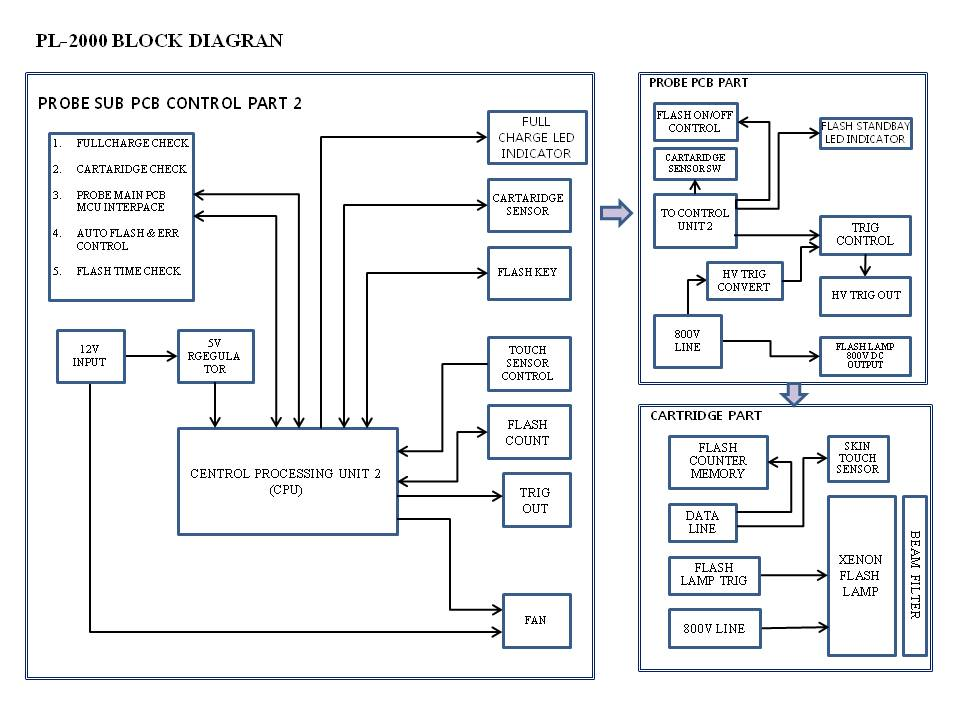 PL-2000 BLOCK DIAGRAN
PROBE SUB PCB CONTROL PART 2
1. FULLCHARGE CHECK
2. CARTARIDGE CHECK
3. PROBE MAIN PCB
MCU INTERPACE
4. AUTO FLASH & ERR
CONTROL
5. FLASH TIME CHECK
12V
INPUT
5V
RGEGULA
TOR
CENTROL PROCESSING UNIT 2
(CPU)
FULL
CHARGE LED
INDICATOR
CARTARIDGE
SENSOR
FLASH KEY
TOUCH
SENSOR
CONTROL
FLASH
COUNT
TRIG
OUT
FAN
PROBE PCB PART
FLASH ON/OFF
CONTROL
FLASH STANDBAY
LED INDICATOR
CARTARIDGE
SENSOR SW
TO CONTROL
UNIT 2
TRIG
CONTROL
HV TRIG
CONVERT
HV TRIG OUT
800V
LINE
FLASH LAMP
800V DC
OUTPUT
CARTRIDGE PART
FLASH
COUNTER
MEMORY
SKIN
TOUCH
SENSOR
DATA
LINE
FLASH
LAMP TRIG
800V LINE
XENON
FLASH
LAMP
BEAM FILTER